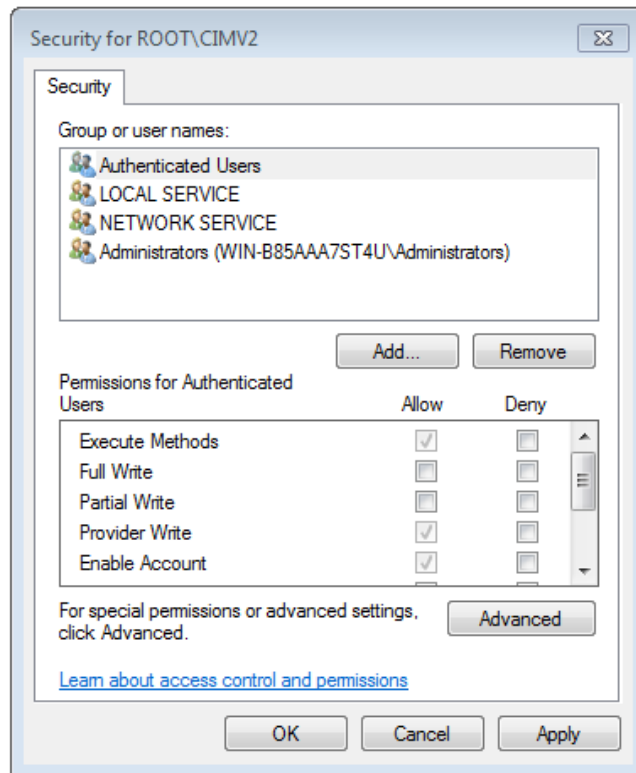 Security for ROOT\CIMV2
Security
Group or user names:
Authenticated Users
LOCAL SERVICE
NETWORK SERVICE
Administrators (WIN-B85AAA7ST4U\Administrators)
Add... Remove
Permissions for Authenticated
Users Allow Deny
Execute Methods
Full Write
Partial Write
Provider Write
Enable Account
For special permissions or advanced settings,
click Advanced.
Advanced
Learn about access control and permissions
OK Cancel Apply